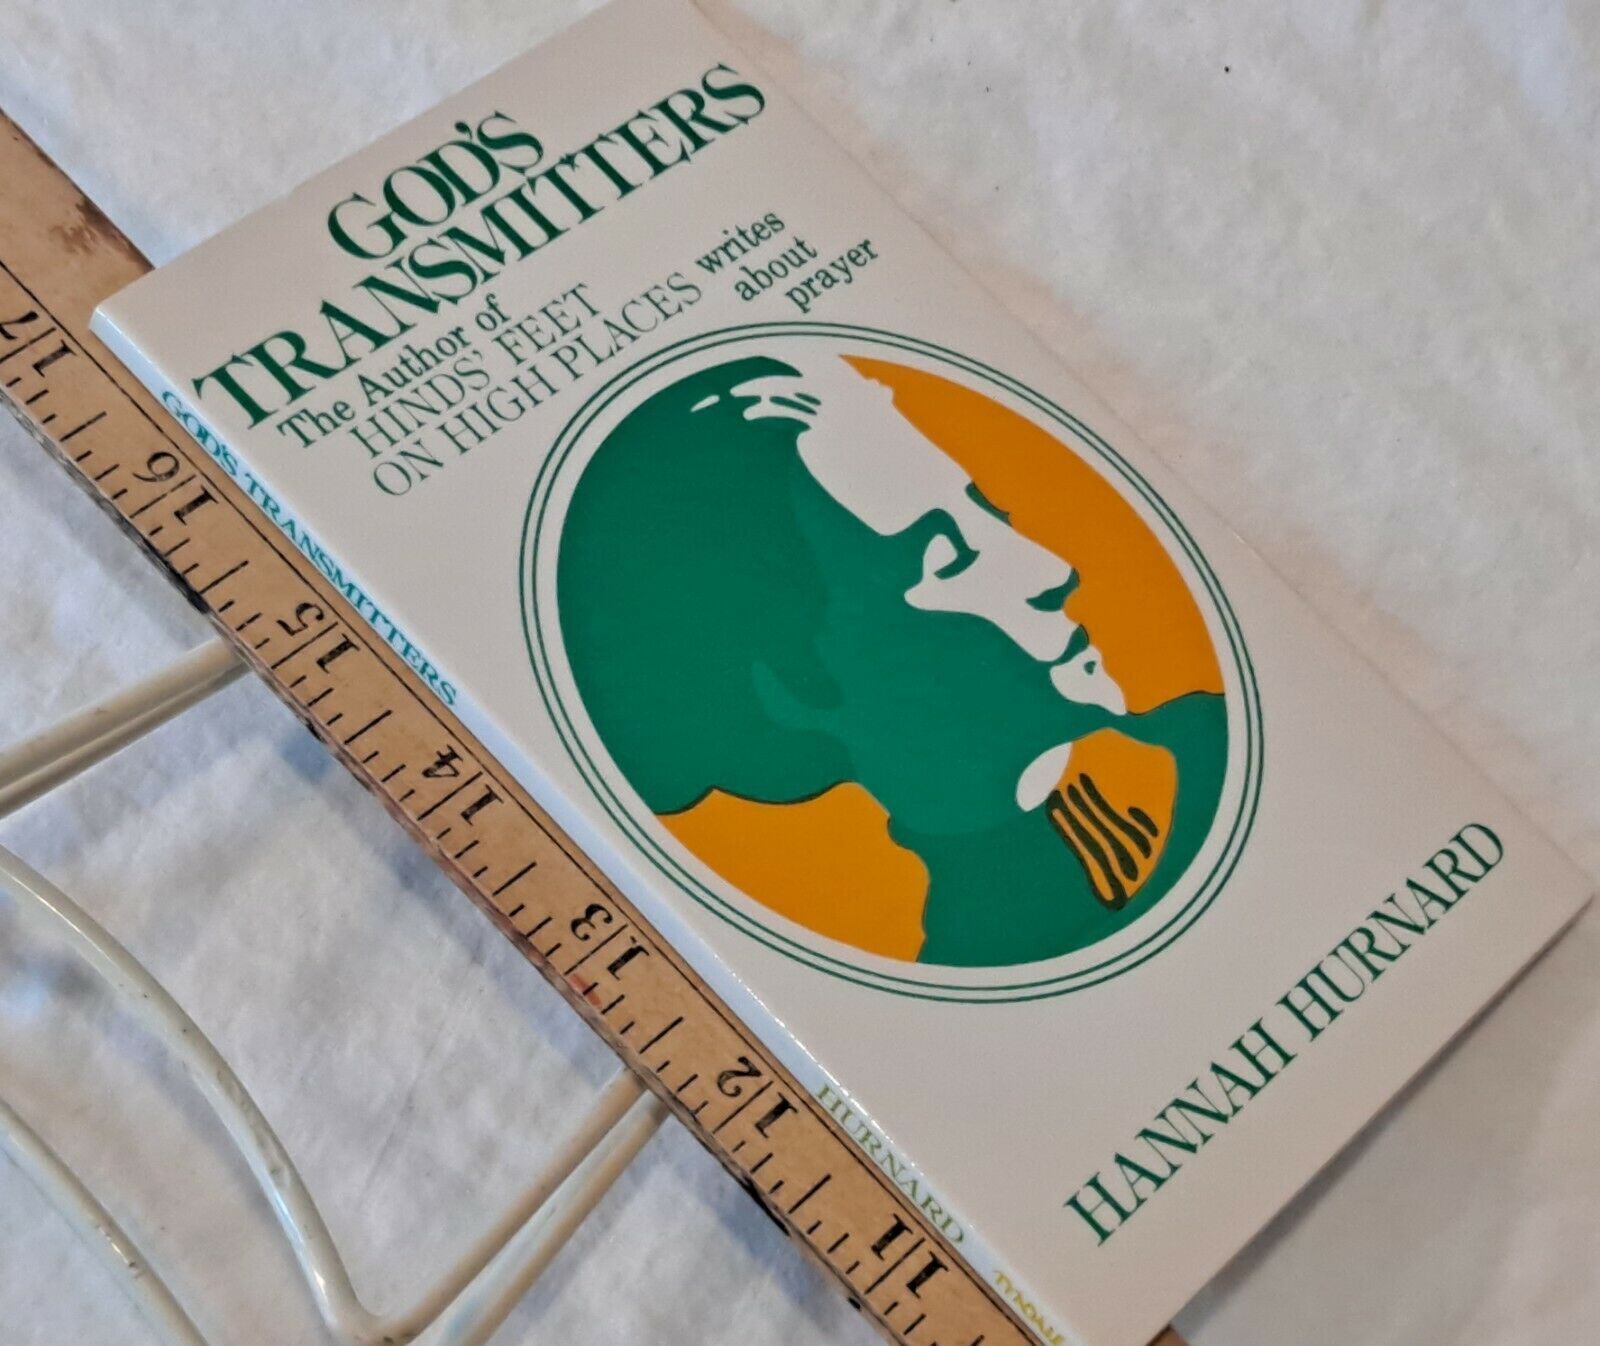 GOD'S
TRANSMITTERS
The Author of
HINDS' FEET
ON HIGH PLACES writes
about
prayer
HANNAH HURNARD
GOD'S TRANSMITTERS
HURNARD
TYNDALE
17
16
15
14
13
12
11